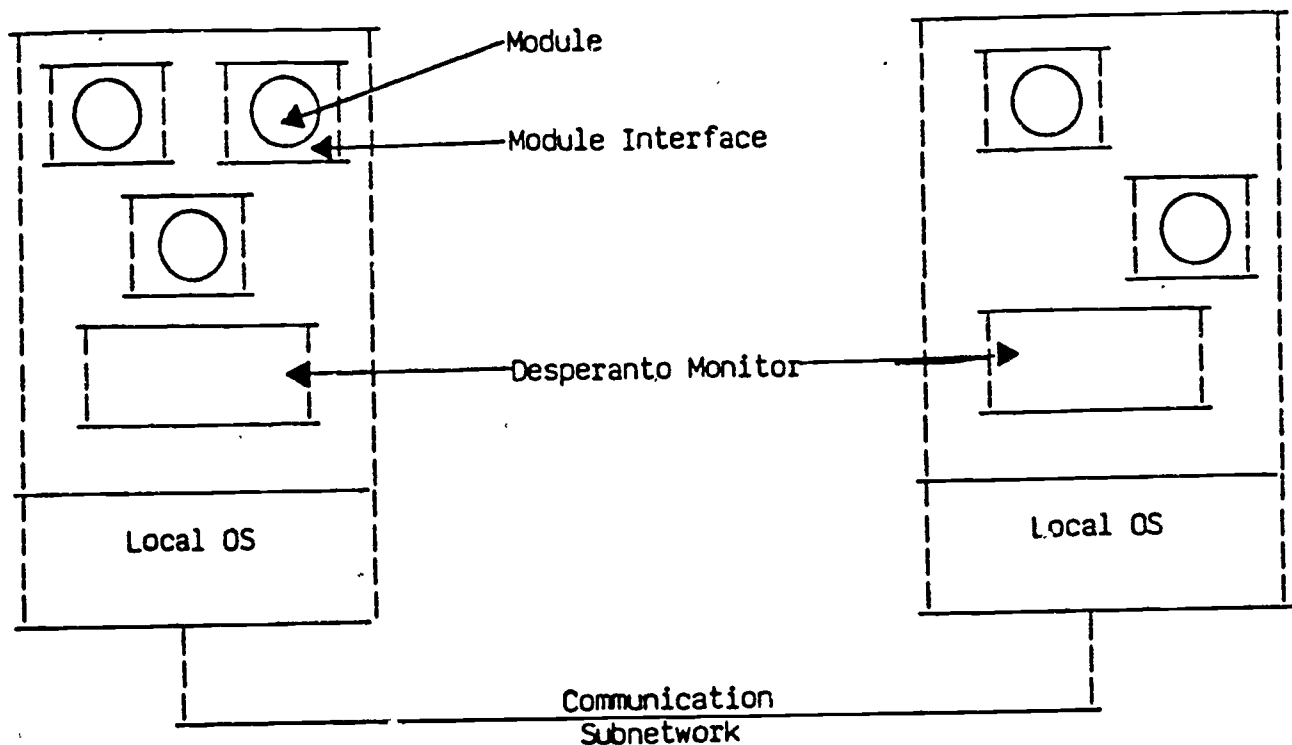 Module
Module Interface
Desperanto Monitor
Local OS
Local OS
Communication
Subnetwork